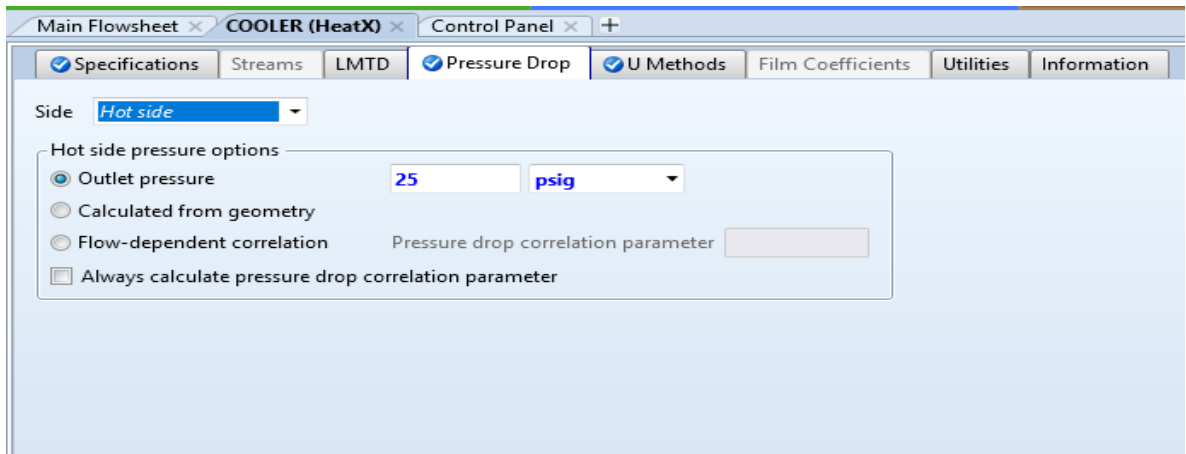 Main Flowsheet COOLER (HeatX) Control Panel
Specifications Streams LMTD Pressure Drop U Methods Film Coefficients Utilities Information
Side Hot side
Hot side pressure options
Outlet pressure 25 psig
Calculated from geometry
Flow-dependent correlation Pressure drop correlation parameter
Always calculate pressure drop correlation parameter